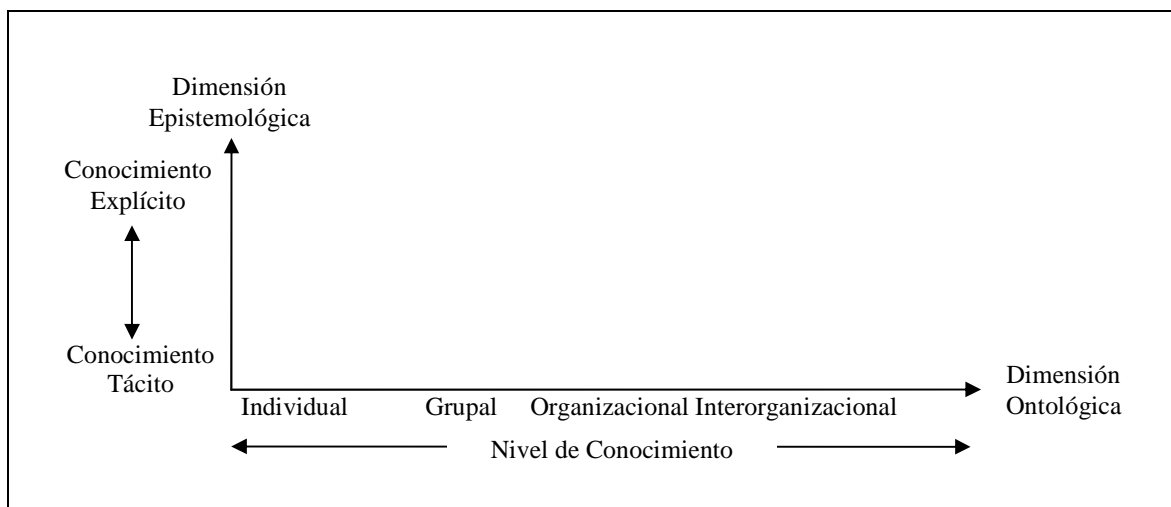 Dimensión
Epistemológica
Conocimiento
Explícito
Conocimiento
Tácito
Individual Grupal Organizacional Interorganizacional
Dimensión
Ontológica
Nivel de Conocimiento